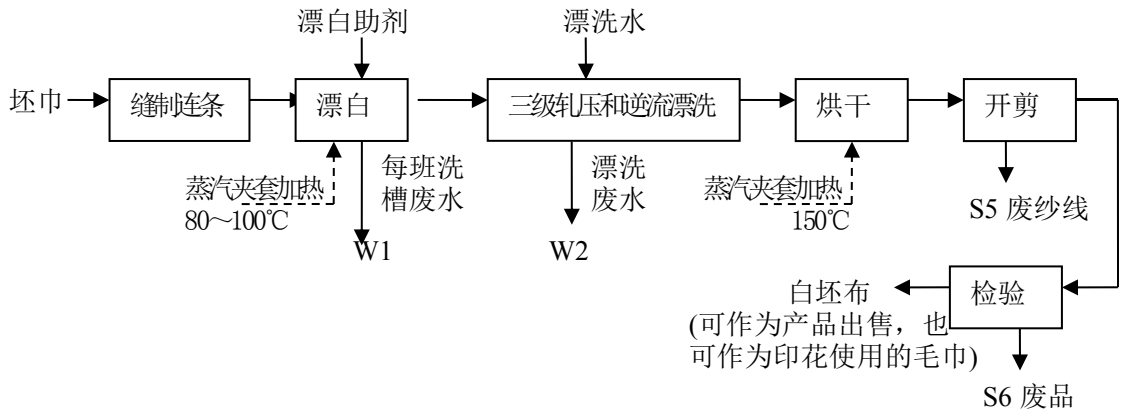 漂白助剂
漂洗水
坯巾
缝制连条
漂白
三级轧压和逆流漂洗
烘干
开剪
蒸汽夹套加热
80～100℃
每班洗
槽废水
W1
漂洗
废水
W2
蒸汽夹套加热
150℃
S5 废纱线
白坯布
(可作为产品出售，也
可作为印花使用的毛巾)
检验
S6 废品